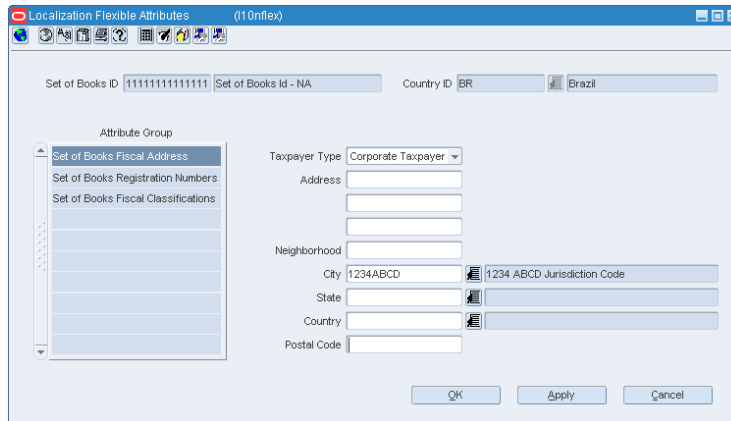 Localization Flexible Attributes (l10nflex)
Set of Books ID 11111111111111 Set of Books Id - NA Country ID BR Brazil
Attribute Group
Set of Books Fiscal Address
Set of Books Registration Numbers
Set of Books Fiscal Classifications
Taxpayer Type Corporate Taxpayer
Address
Neighborhood
City 1234ABCD 1234 ABCD Jurisdiction Code
State
Country
Postal Code
OK Apply Cancel